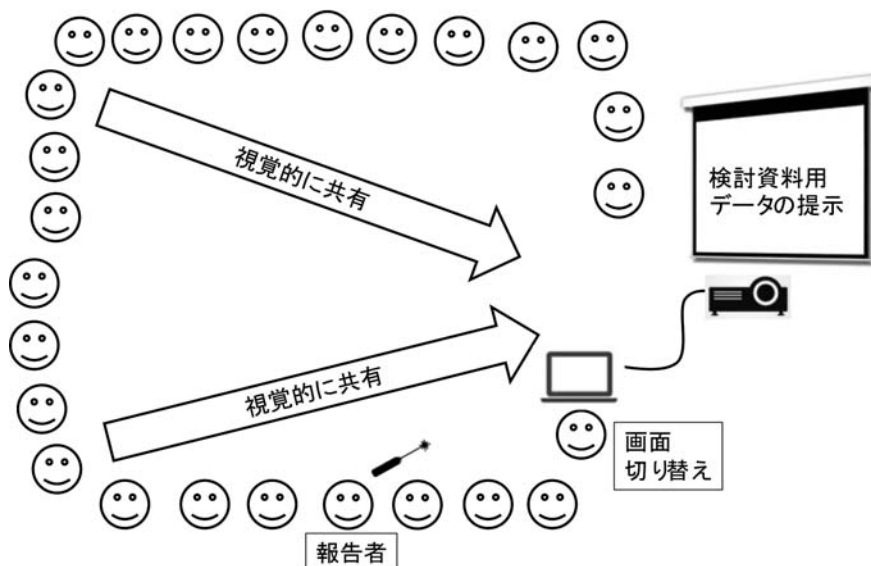 視覚的に共有
検討資料用
データの提示
視覚的に共有
画面
切り替え
報告者